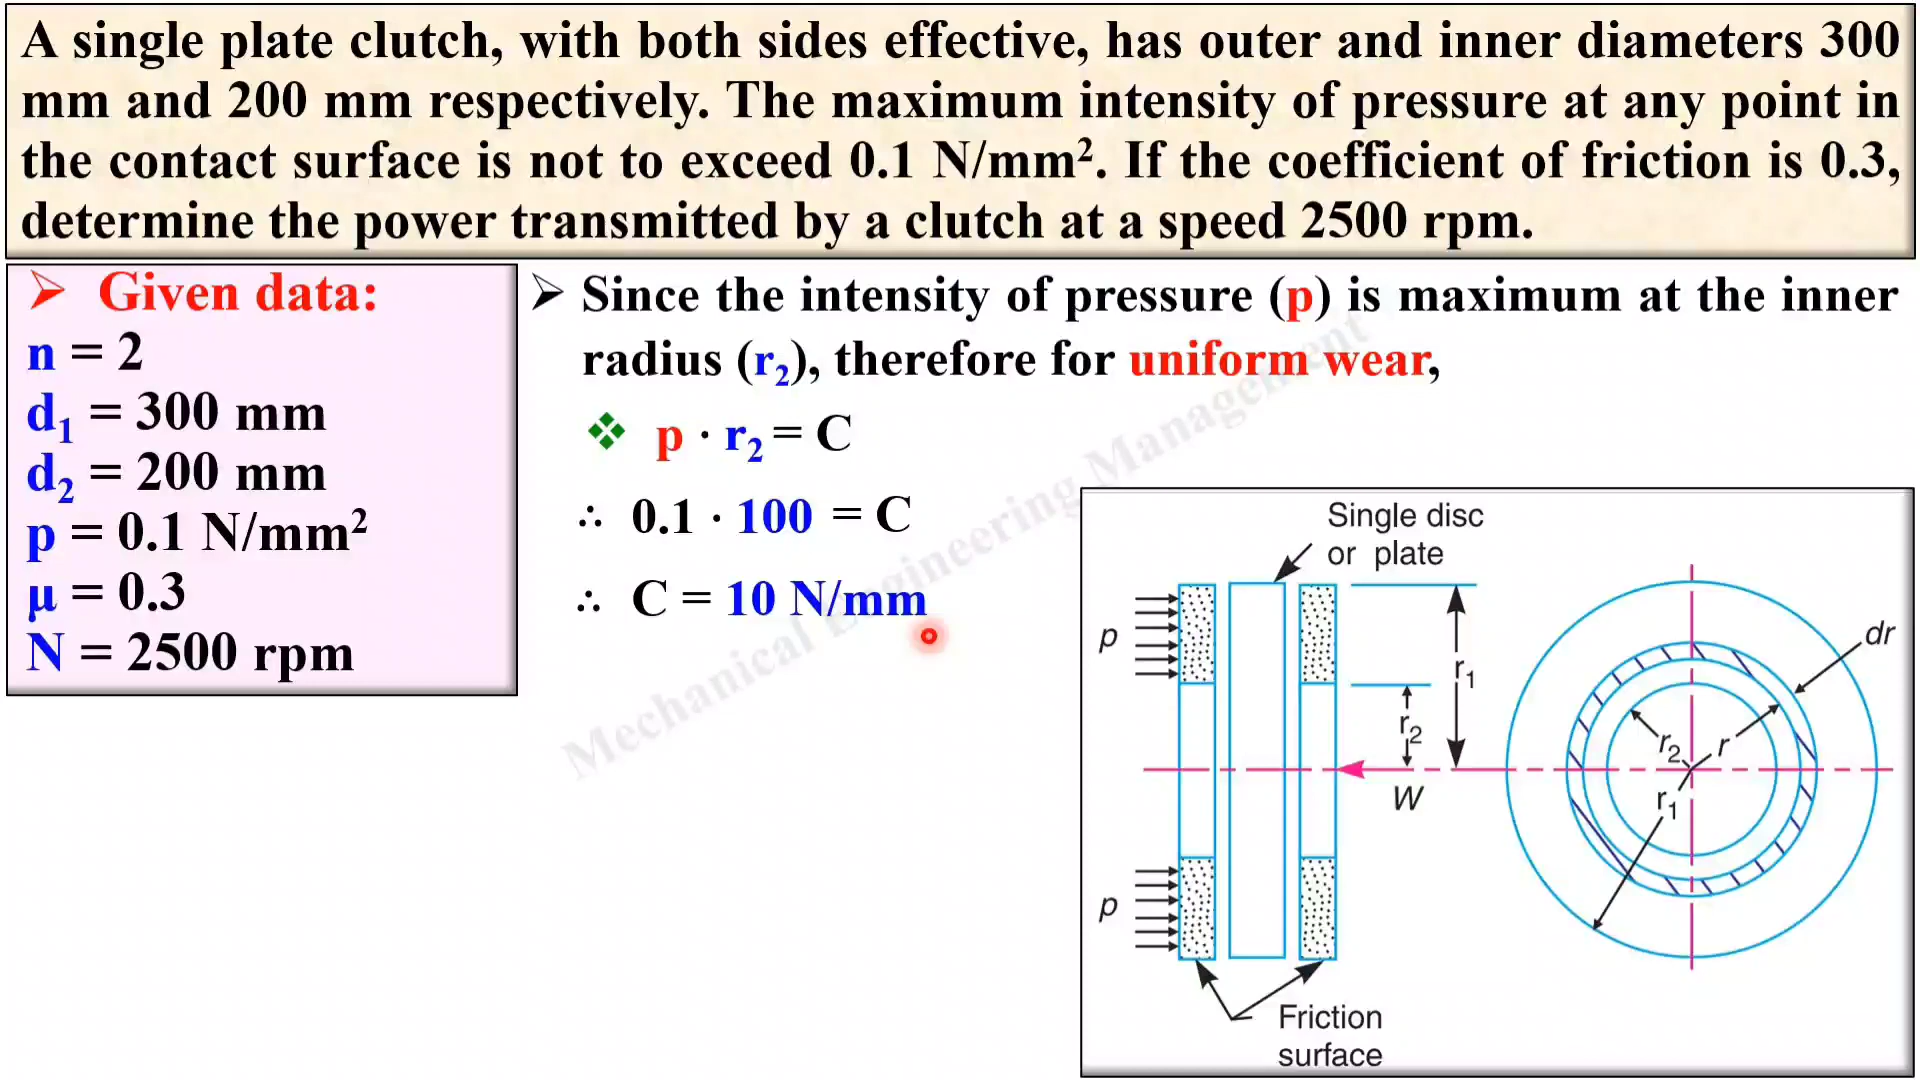 A single plate clutch, with both sides effective, has outer and inner diameters 300
mm and 200 mm respectively. The maximum intensity of pressure at any point in
the contact surface is not to exceed 0.1 N/mm². If the coefficient of friction is 0.3,
determine the power transmitted by a clutch at a speed 2500 rpm.
➢ Given data:
n = 2
d₁ = 300 mm
d₂ = 200 mm
p = 0.1 N/mm²
μ = 0.3
N = 2500 rpm
➢ Since the intensity of pressure (p) is maximum at the inner
radius (r₂), therefore for uniform wear,
❖ p · r₂ = C
∴ 0.1 · 100 = C
∴ C = 10 N/mm
Mechanical Engineering Management
Single disc
or plate
p
p
r₁
r₂
W
Friction
surface
dr
r₂
r
r₁